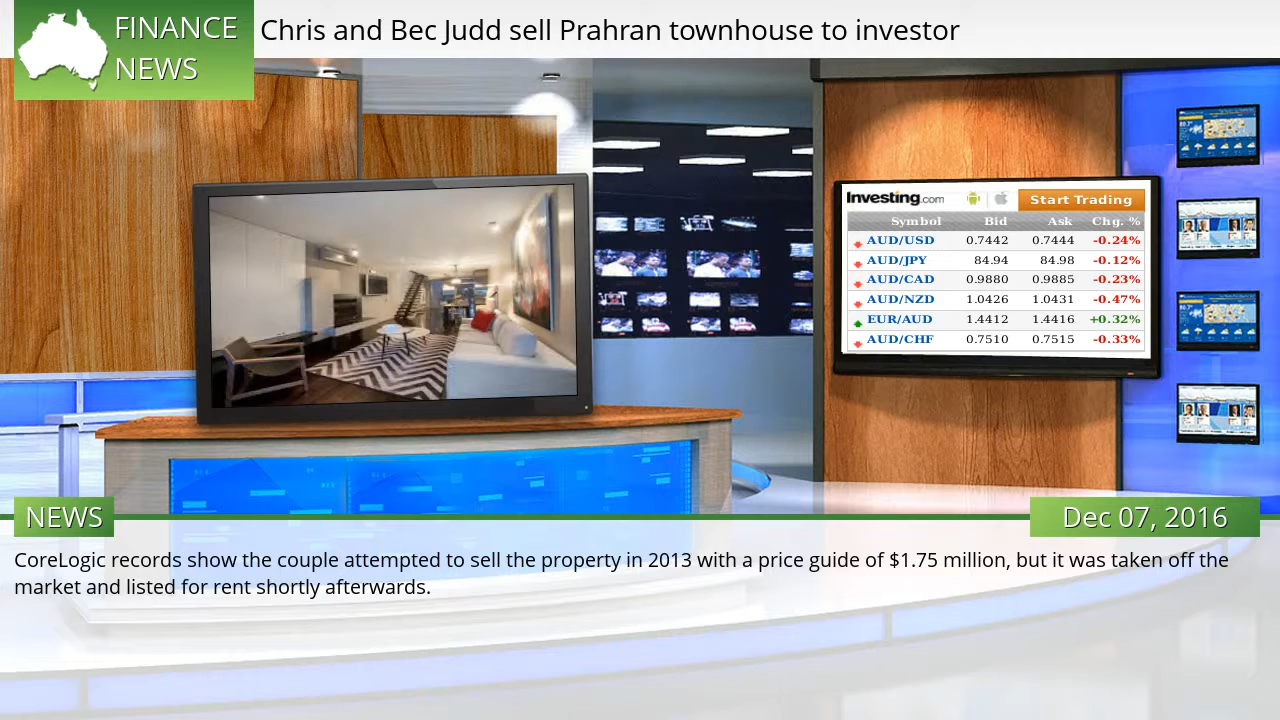 FINANCE
NEWS
Chris and Bec Judd sell Prahran townhouse to investor
Investing.com
Start Trading
Symbol Bid Ask Chg. %
AUD/USD 0.7442 0.7444 -0.24%
AUD/JPY 84.94 84.98 -0.12%
AUD/CAD 0.9880 0.9885 -0.23%
AUD/NZD 1.0426 1.0431 -0.47%
EUR/AUD 1.4412 1.4416 +0.32%
AUD/CHF 0.7510 0.7515 -0.33%
NEWS
Dec 07, 2016
CoreLogic records show the couple attempted to sell the property in 2013 with a price guide of $1.75 million, but it was taken off the
market and listed for rent shortly afterwards.